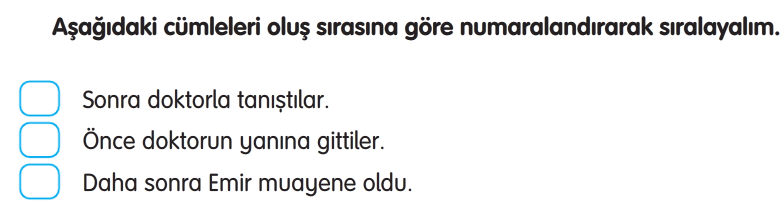 Aşağıdaki cümleleri oluş sırasına göre numaralandırarak sıralayalım.
Sonra doktorla tanıştılar.
Önce doktorun yanına gittiler.
Daha sonra Emir muayene oldu.